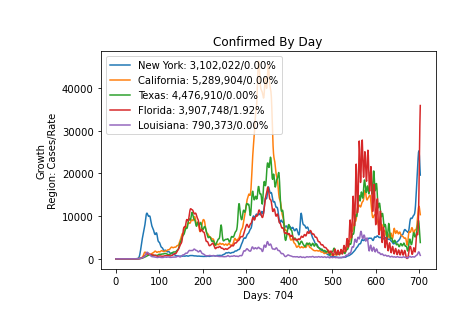 Confirmed By Day
New York: 3,102,022/0.00%
California: 5,289,904/0.00%
Texas: 4,476,910/0.00%
Florida: 3,907,748/1.92%
Louisiana: 790,373/0.00%
Growth
Region: Cases/Rate
40000
30000
20000
10000
0
0 100 200 300 400 500 600 700
Days: 704